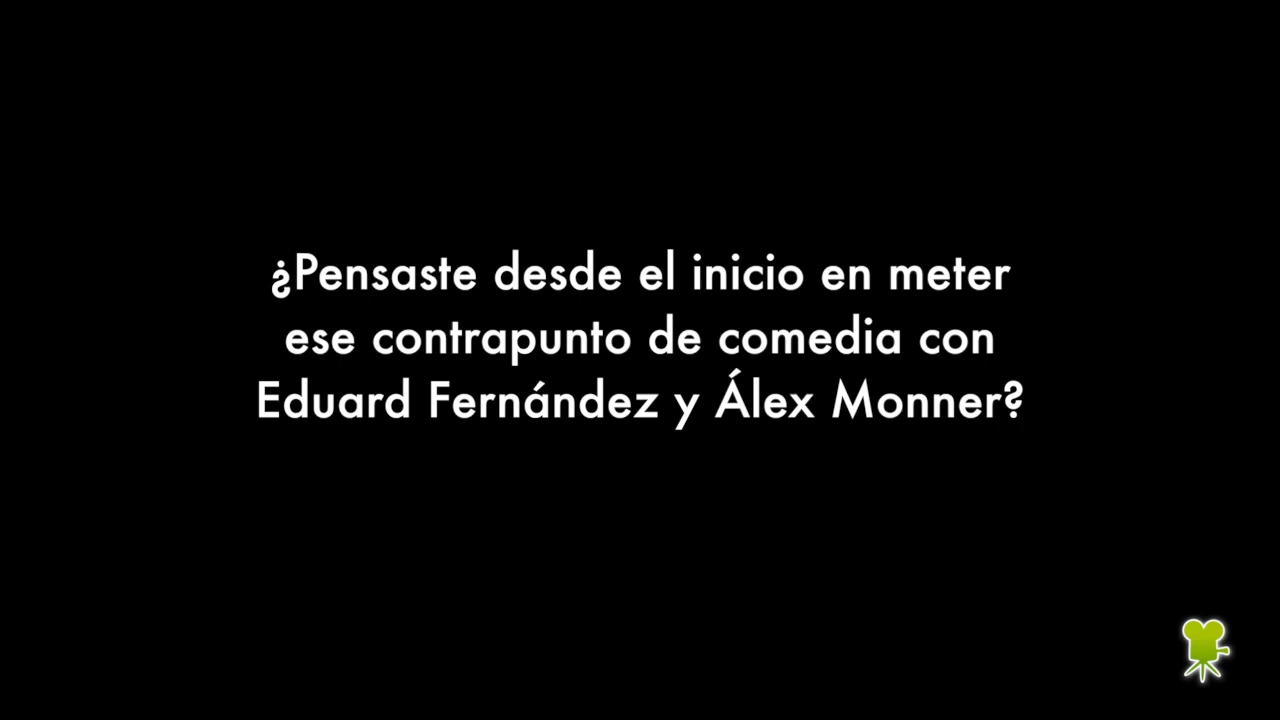 ¿Pensaste desde el inicio en meter
ese contrapunto de comedia con
Eduard Fernández y Álex Monner?